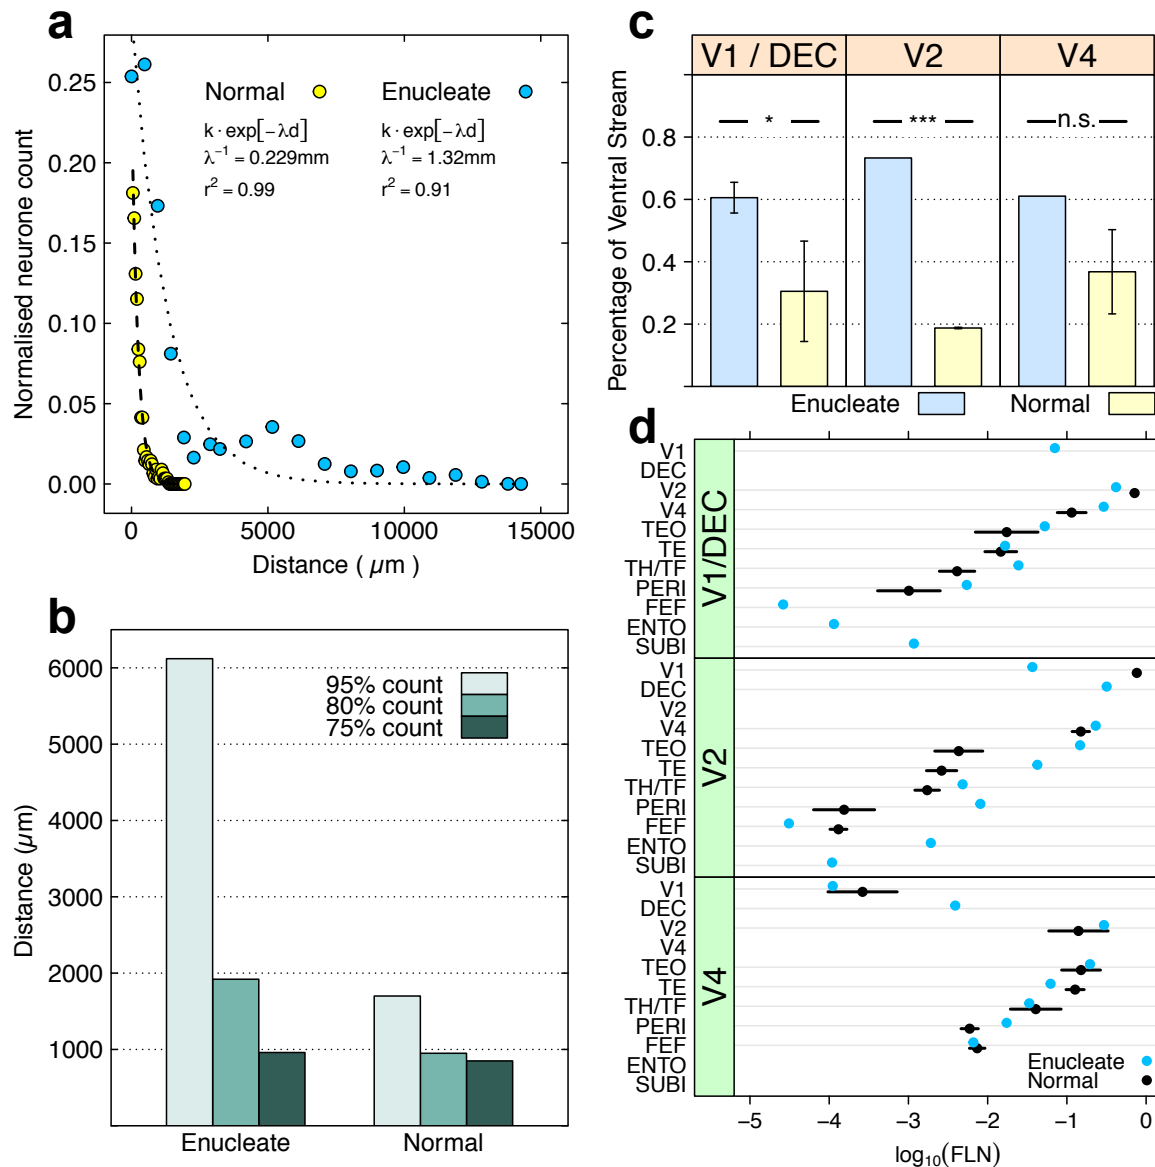 a
0.25
0.20
0.15
0.10
0.05
0.00
Normalised neurone count
Normal
k · exp[−λd]
λ⁻¹ = 0.229mm
r² = 0.99
Enucleate
k · exp[−λd]
λ⁻¹ = 1.32mm
r² = 0.91
0 5000 10000 15000
Distance ( µm )
b
6000
5000
4000
3000
2000
1000
Distance (µm)
95% count
80% count
75% count
Enucleate Normal
c
V1 / DEC V2 V4
* *** n.s.
0.8
0.6
0.4
0.2
Percentage of Ventral Stream
Enucleate Normal
d
V1/DEC
V1
DEC
V2
V4
TEO
TE
TH/TF
PERI
FEF
ENTO
SUBI
V2
V1
DEC
V2
V4
TEO
TE
TH/TF
PERI
FEF
ENTO
SUBI
V4
V1
DEC
V2
V4
TEO
TE
TH/TF
PERI
FEF
ENTO
SUBI
Enucleate
Normal
−5 −4 −3 −2 −1 0
log₁₀(FLN)